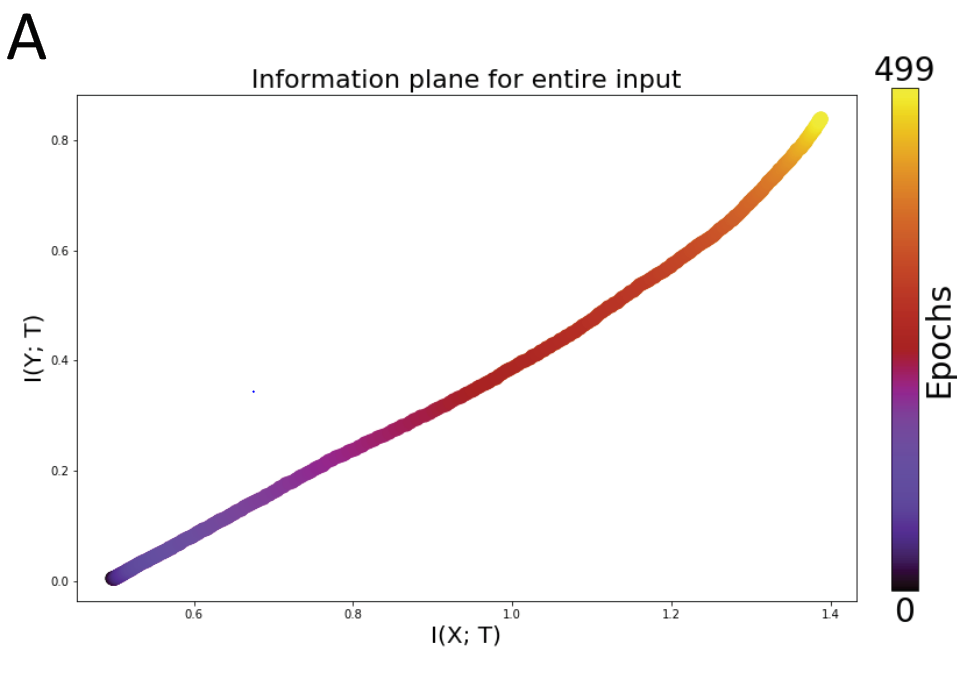 A
Information plane for entire input
499
0.8
0.6
0.4
0.2
0.0
I(Y; T)
0.6
0.8
1.0
1.2
1.4
I(X; T)
Epochs
0